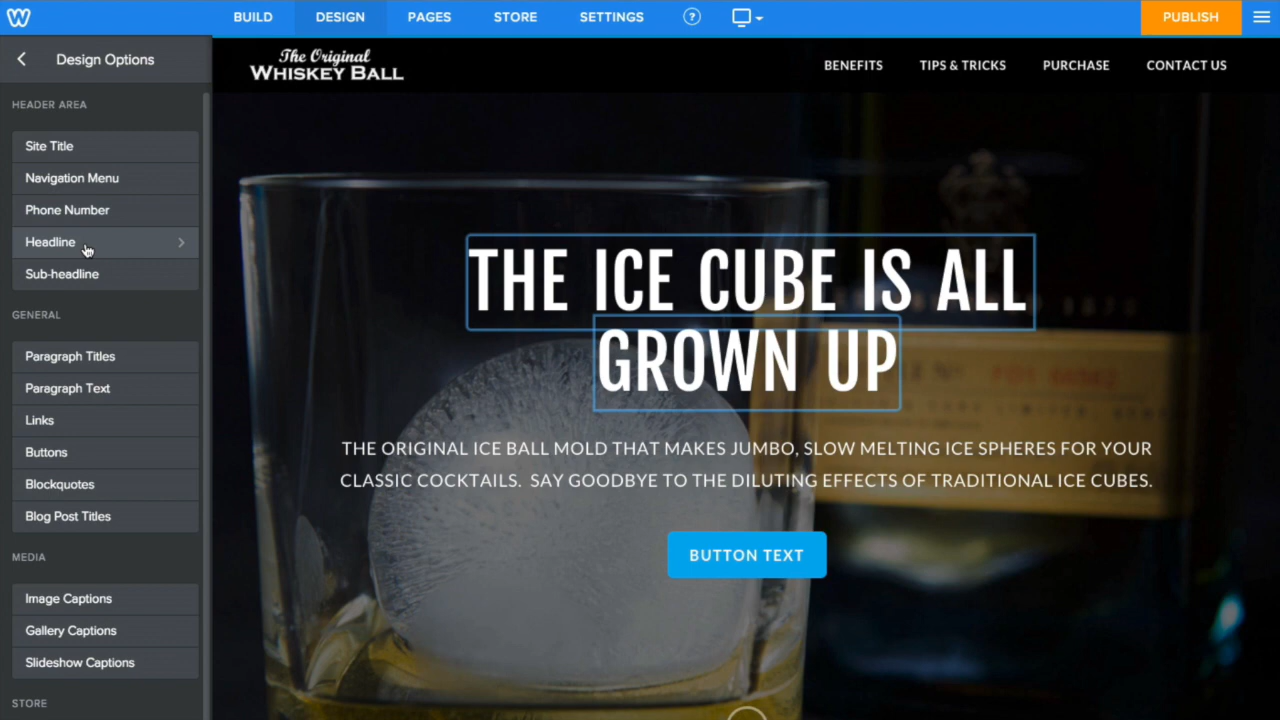 BUILD
DESIGN
PAGES
STORE
SETTINGS
?
PUBLISH
Design Options
HEADER AREA
Site Title
Navigation Menu
Phone Number
Headline
Sub-headline
GENERAL
Paragraph Titles
Paragraph Text
Links
Buttons
Blockquotes
Blog Post Titles
MEDIA
Image Captions
Gallery Captions
Slideshow Captions
STORE
The Original
WHISKEY BALL
BENEFITS
TIPS & TRICKS
PURCHASE
CONTACT US
THE ICE CUBE IS ALL
GROWN UP
THE ORIGINAL ICE BALL MOLD THAT MAKES JUMBO, SLOW MELTING ICE SPHERES FOR YOUR
CLASSIC COCKTAILS.  SAY GOODBYE TO THE DILUTING EFFECTS OF TRADITIONAL ICE CUBES.
BUTTON TEXT